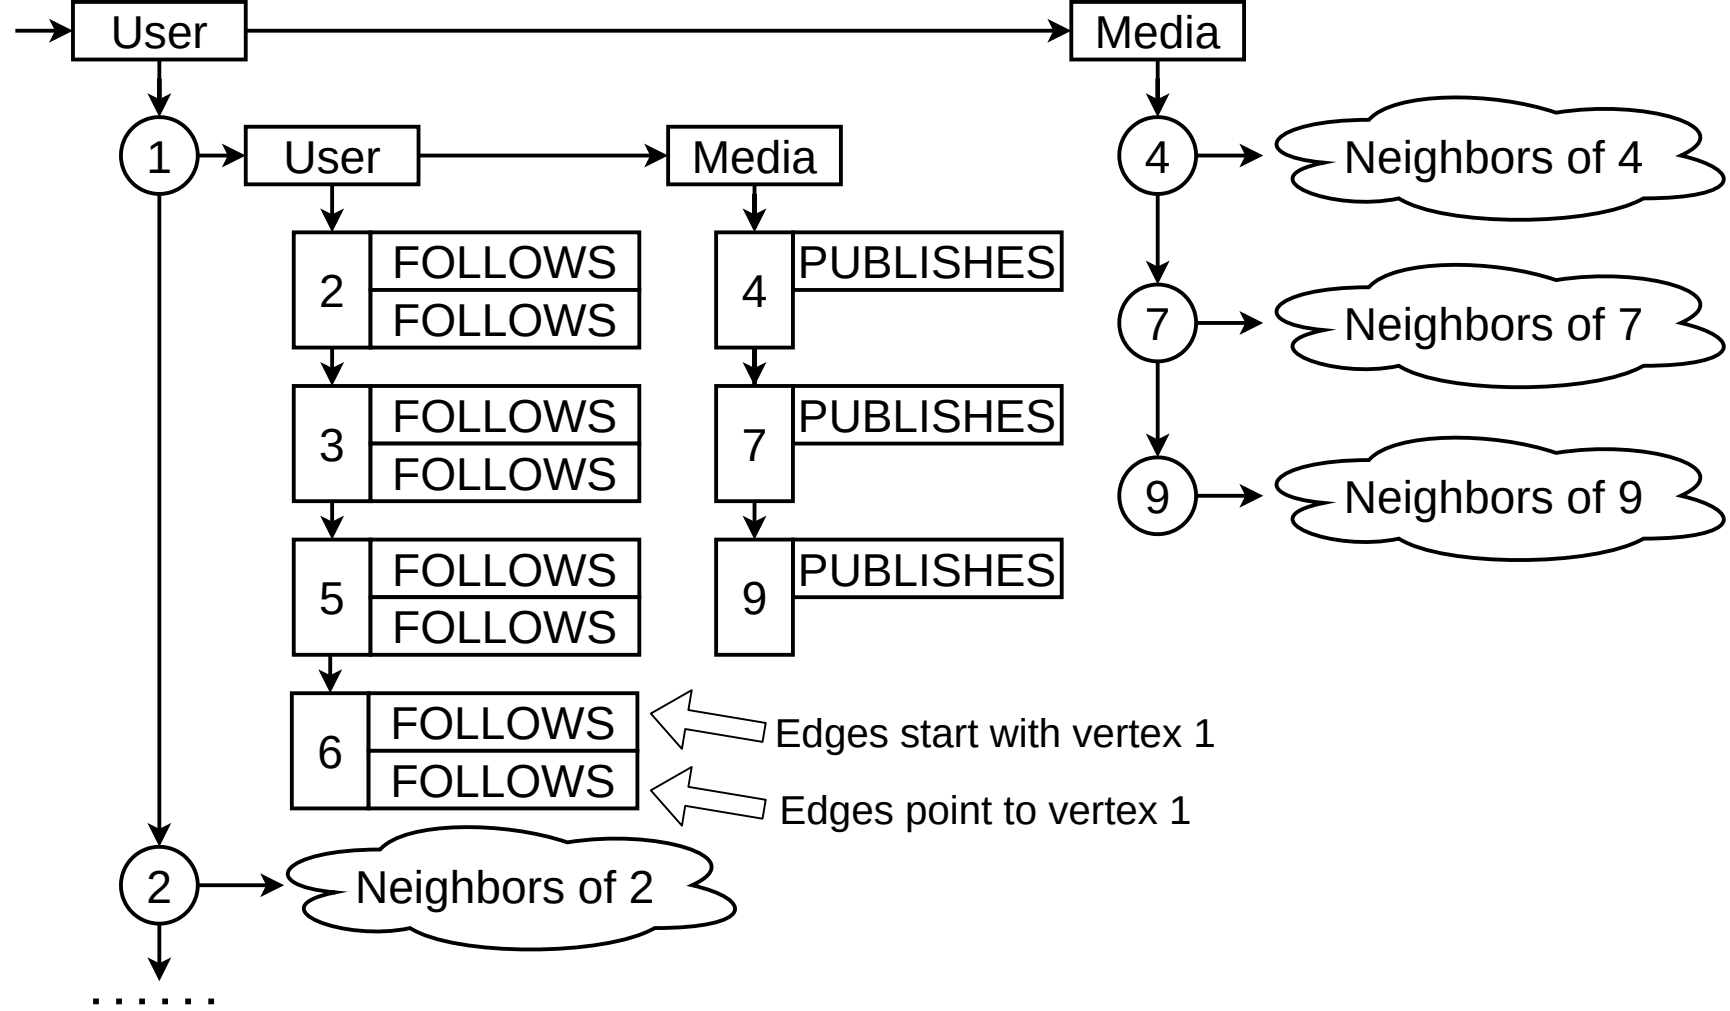 User
Media
1
User
Media
4
Neighbors of 4
2
FOLLOWS
FOLLOWS
4
PUBLISHES
7
Neighbors of 7
3
FOLLOWS
FOLLOWS
7
PUBLISHES
9
Neighbors of 9
5
FOLLOWS
FOLLOWS
9
PUBLISHES
6
FOLLOWS
FOLLOWS
Edges start with vertex 1
Edges point to vertex 1
2
Neighbors of 2
......